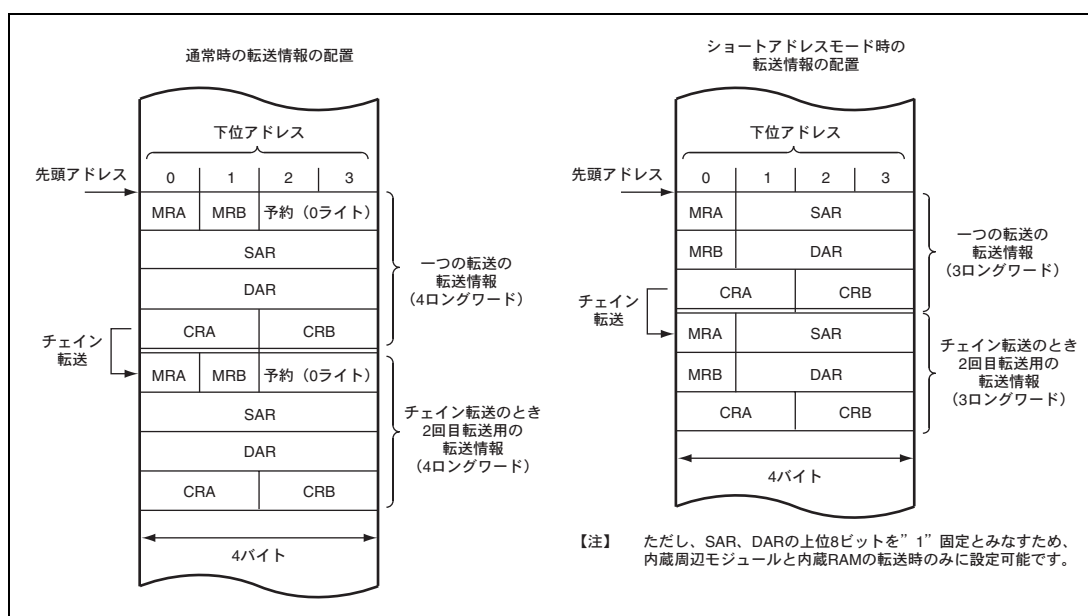 通常時の転送情報の配置
下位アドレス
先頭アドレス
0 1 2 3
MRA MRB 予約（0ライト）
SAR
DAR
CRA CRB
一つの転送の
転送情報
（4ロングワード）
チェイン
転送
MRA MRB 予約（0ライト）
SAR
DAR
CRA CRB
チェイン転送のとき
2回目転送用の
転送情報
（4ロングワード）
4バイト
ショートアドレスモード時の
転送情報の配置
下位アドレス
先頭アドレス
0 1 2 3
MRA SAR
MRB DAR
CRA CRB
一つの転送の
転送情報
（3ロングワード）
チェイン
転送
MRA SAR
MRB DAR
CRA CRB
チェイン転送のとき
2回目転送用の
転送情報
（3ロングワード）
4バイト
【注】 ただし、SAR、DARの上位8ビットを”1”固定とみなすため、
内蔵周辺モジュールと内蔵RAMの転送時のみに設定可能です。